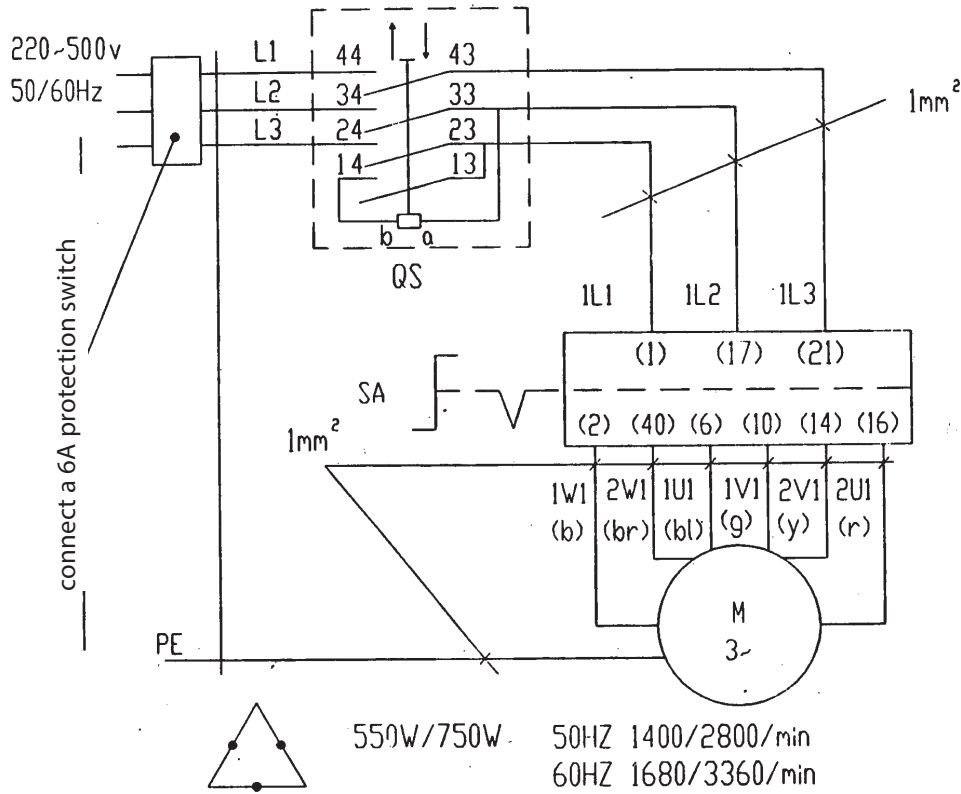 220~500v
50/60Hz
L1
L2
L3
44 43
34 33
24 23
14 13
b a
QS
1mm²
connect a 6A protection switch
1L1 1L2 1L3
(1) (17) (21)
SA
(2) (40) (6) (10) (14) (16)
1mm²
1W1 2W1 1U1 1V1 2V1 2U1
(b) (br) (bl) (g) (y) (r)
M
3~
PE
550W/750W 50HZ 1400/2800/min
60HZ 1680/3360/min